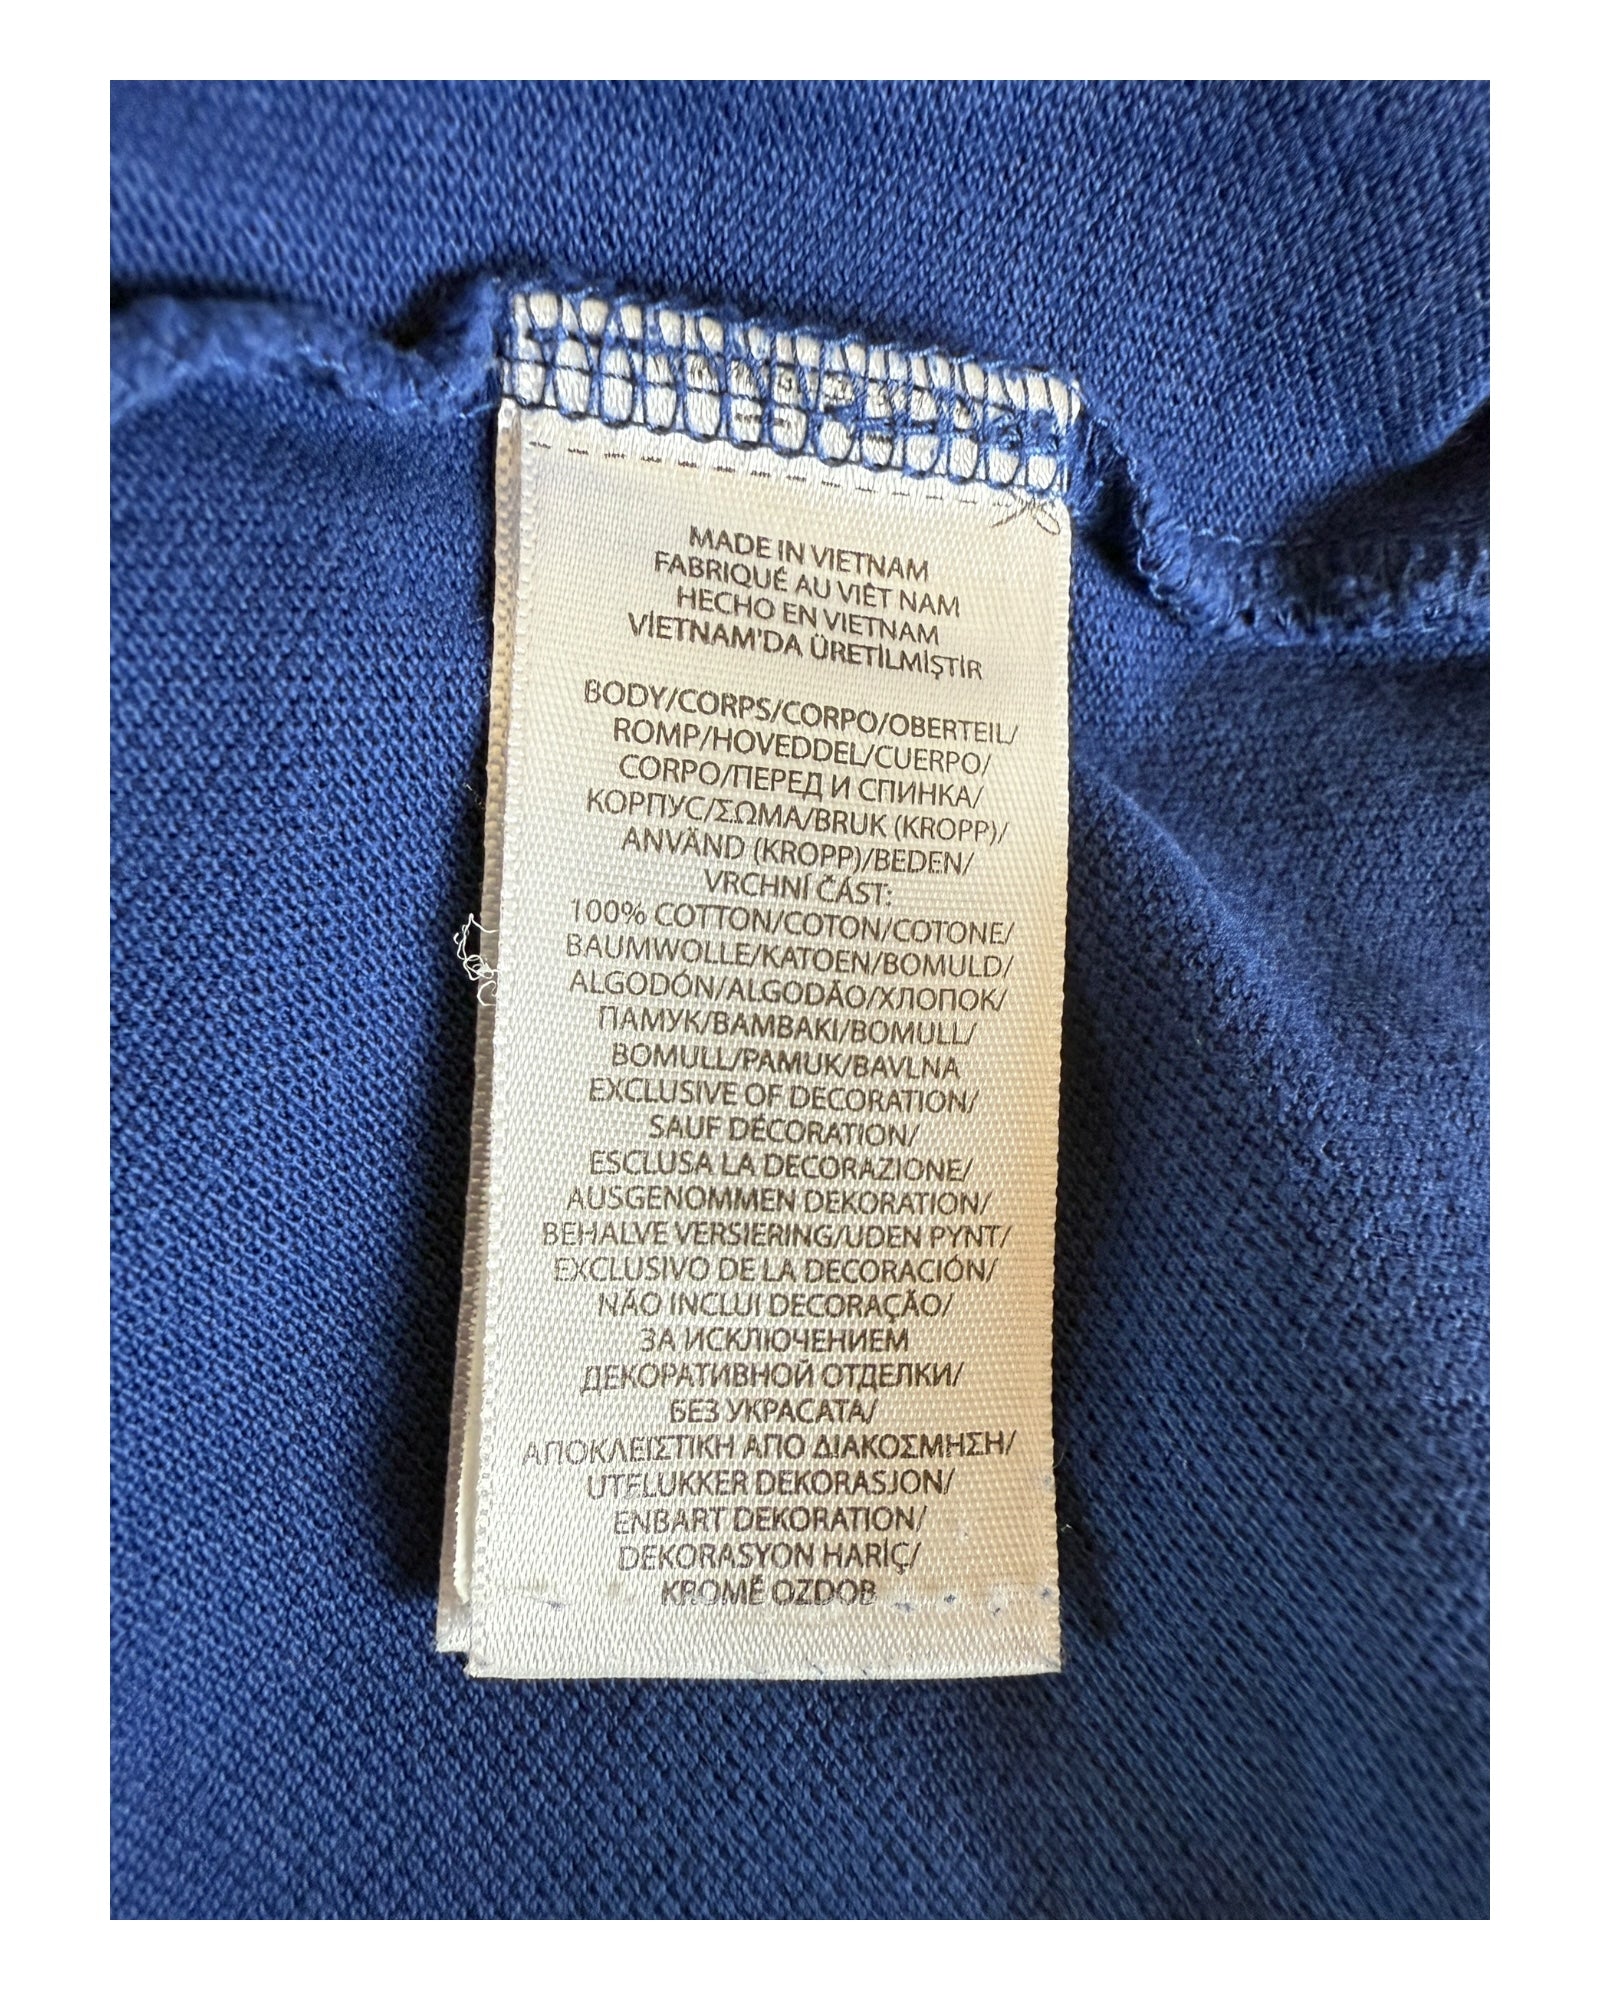 MADE IN VIETNAM
FABRIQUÉ AU VIÊT NAM
HECHO EN VIETNAM
VİETNAM'DA ÜRETİLMİŞTİR
BODY/CORPS/CORPO/OBERTEIL/
ROMP/HOVEDDEL/CUERPO/
CORPO/ПЕРЕД И СПИНКА/
КОРПУС/ΣΩΜΑ/BRUK (KROPP)/
ANVÄND (KROPP)/BEDEN/
VRCHNÍ ČÁST:
100% COTTON/COTON/COTONE/
BAUMWOLLE/KATOEN/BOMULD/
ALGODÓN/ALGODÃO/ХЛОПОК/
ПАМУК/ΒΑΜΒΑΚΙ/BOMULL/
BOMULL/PAMUK/BAVLNA
EXCLUSIVE OF DECORATION/
SAUF DÉCORATION/
ESCLUSA LA DECORAZIONE/
AUSGENOMMEN DEKORATION/
BEHALVE VERSIERING/UDEN PYNT/
EXCLUSIVO DE LA DECORACIÓN/
NÃO INCLUI DECORAÇÃO/
ЗА ИСКЛЮЧЕНИЕМ
ДЕКОРАТИВНОЙ ОТДЕЛКИ/
БЕЗ УКРАСАТА/
ΑΠΟΚΛΕΙΣΤΙΚΗ ΑΠΟ ΔΙΑΚΟΣΜΗΣΗ/
UTELUKKER DEKORASJON/
ENBART DEKORATION/
DEKORASYON HARİÇ/
KROMĚ OZDOB